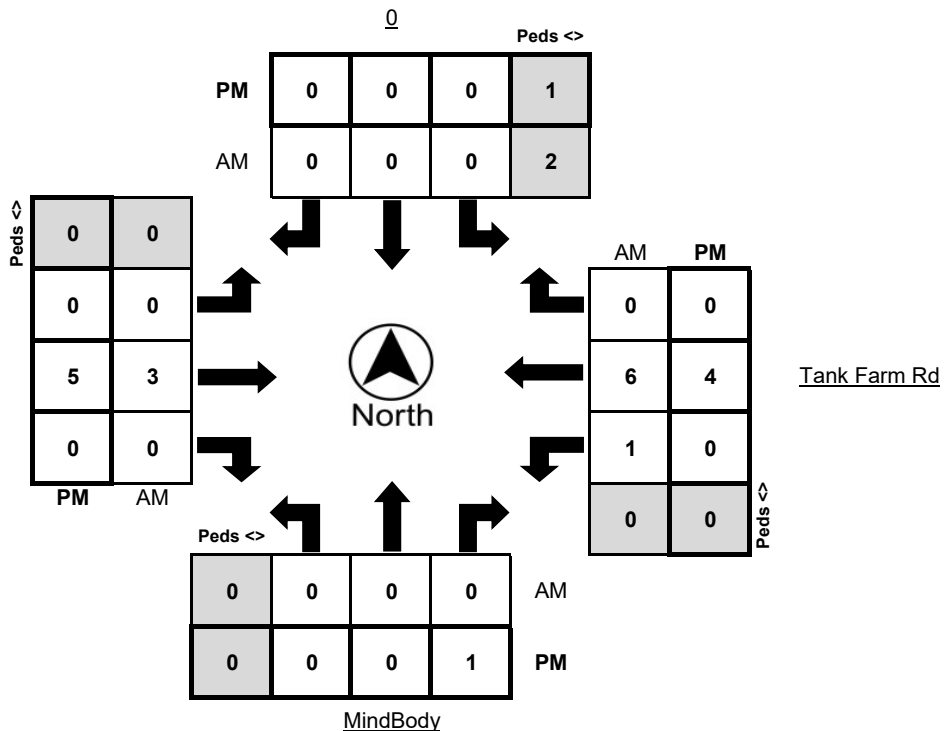 0
Peds <>
PM 0 0 0 1
AM 0 0 0 2
Peds <>
0 0
0 0
5 3
0 0
PM AM
AM PM
0 0
6 4
1 0
0 0
Peds <>
Tank Farm Rd
North
Peds <>
0 0 0 0 AM
0 0 0 1 PM
MindBody